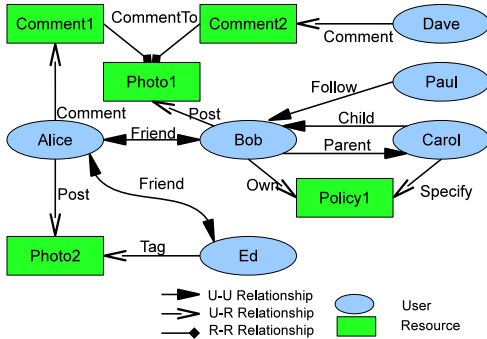 Comment1
CommentTo
Comment2
Dave
Comment
Photo1
Follow
Paul
Comment
Post
Child
Alice
Friend
Bob
Carol
Parent
Post
Friend
Own
Policy1
Specify
Photo2
Tag
Ed
U-U Relationship
User
U-R Relationship
R-R Relationship
Resource